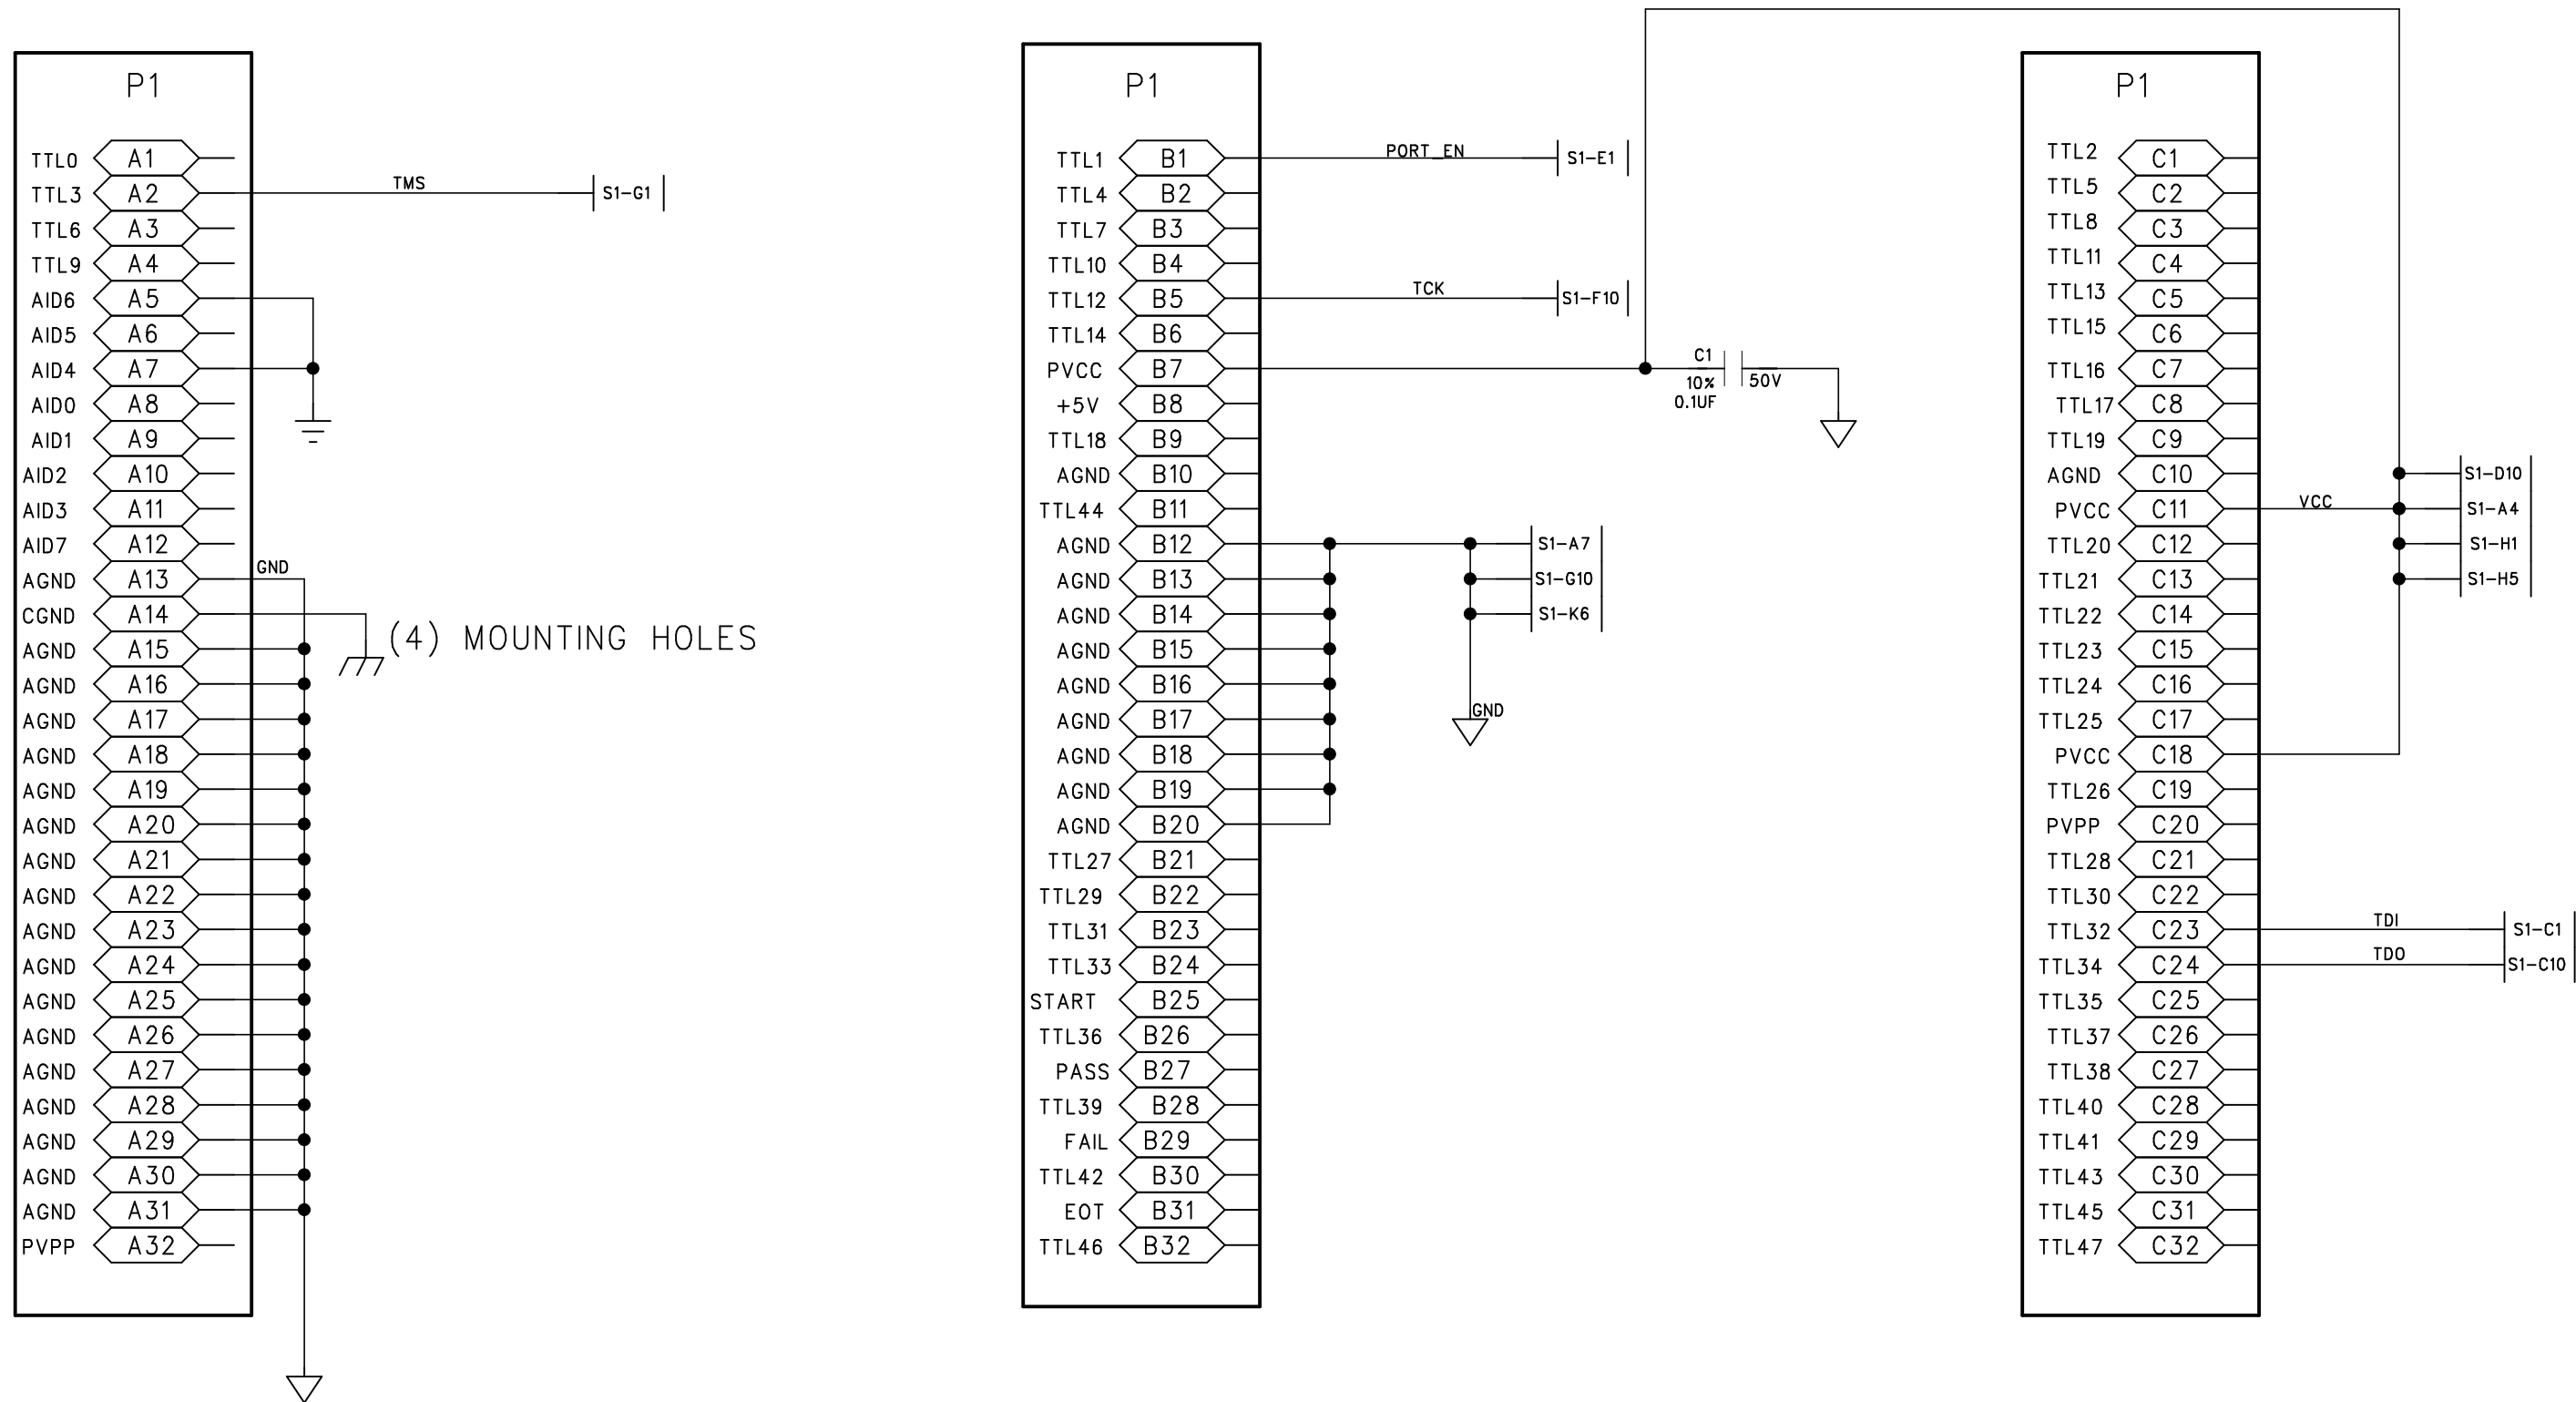 P1
TTL0 A1
TTL3 A2 TMS S1-G1
TTL6 A3
TTL9 A4
AID6 A5
AID5 A6
AID4 A7
AID0 A8
AID1 A9
AID2 A10
AID3 A11
AID7 A12
AGND A13 GND
CGND A14 (4) MOUNTING HOLES
AGND A15
AGND A16
AGND A17
AGND A18
AGND A19
AGND A20
AGND A21
AGND A22
AGND A23
AGND A24
AGND A25
AGND A26
AGND A27
AGND A28
AGND A29
AGND A30
AGND A31
PVPP A32
P1
TTL1 B1 PORT_EN S1-E1
TTL4 B2
TTL7 B3
TTL10 B4
TTL12 B5 TCK S1-F10
TTL14 B6
PVCC B7 C1
10% 50V
0.1UF
+5V B8
TTL18 B9
AGND B10
TTL44 B11
AGND B12 S1-A7
AGND B13 S1-G10
AGND B14 S1-K6
AGND B15
AGND B16
AGND B17 GND
AGND B18
AGND B19
AGND B20
TTL27 B21
TTL29 B22
TTL31 B23
TTL33 B24
START B25
TTL36 B26
PASS B27
TTL39 B28
FAIL B29
TTL42 B30
EOT B31
TTL46 B32
P1
TTL2 C1
TTL5 C2
TTL8 C3
TTL11 C4
TTL13 C5
TTL15 C6
TTL16 C7
TTL17 C8
TTL19 C9
AGND C10 S1-D10
PVCC C11 VCC S1-A4
TTL20 C12 S1-H1
TTL21 C13 S1-H5
TTL22 C14
TTL23 C15
TTL24 C16
TTL25 C17
PVCC C18
TTL26 C19
PVPP C20
TTL28 C21
TTL30 C22
TTL32 C23 TDI S1-C1
TTL34 C24 TDO S1-C10
TTL35 C25
TTL37 C26
TTL38 C27
TTL40 C28
TTL41 C29
TTL43 C30
TTL45 C31
TTL47 C32